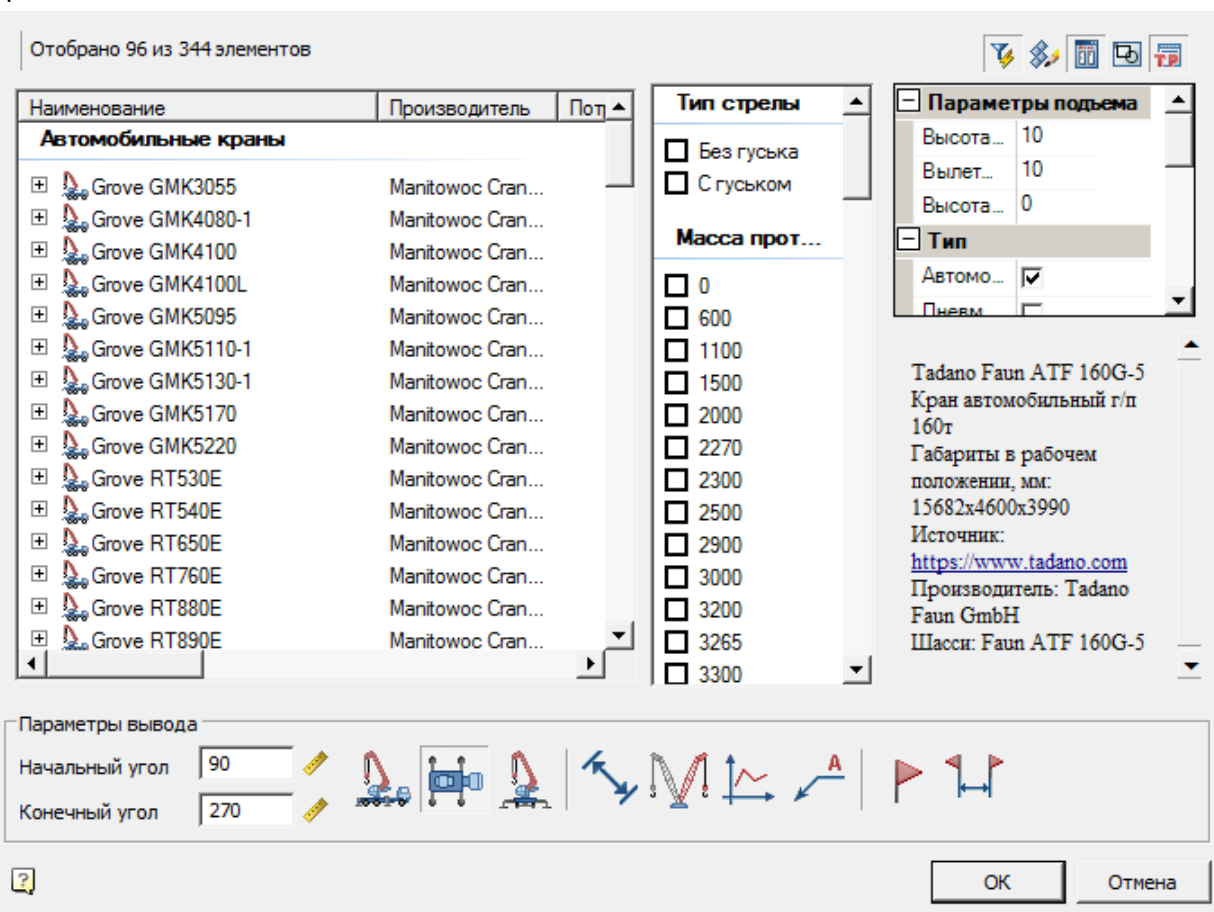 Отобрано 96 из 344 элементов
Т.Р
Наименование Производитель
Автомобильные краны
Grove GMK3055 Manitowoc Cran...
Grove GMK4080-1 Manitowoc Cran...
Grove GMK4100 Manitowoc Cran...
Grove GMK4100L Manitowoc Cran...
Grove GMK5095 Manitowoc Cran...
Grove GMK5110-1 Manitowoc Cran...
Grove GMK5130-1 Manitowoc Cran...
Grove GMK5170 Manitowoc Cran...
Grove GMK5220 Manitowoc Cran...
Grove RT530E Manitowoc Cran...
Grove RT540E Manitowoc Cran...
Grove RT650E Manitowoc Cran...
Grove RT760E Manitowoc Cran...
Grove RT880E Manitowoc Cran...
Grove RT890E Manitowoc Cran...
Тип стрелы
Без гуська
С гуськом
Масса прот...
0
600
1100
1500
2000
2270
2300
2500
2900
3000
3200
3265
3300
Параметры подъема
Высота... 10
Вылет... 10
Высота... 0
Тип
Автомо...
Пневм
Tadano Faun ATF 160G-5
Кран автомобильный г/п
160т
Габариты в рабочем
положении, мм:
15682x4600x3990
Источник:
https://www.tadano.com
Производитель: Tadano
Faun GmbH
Шасси: Faun ATF 160G-5
Параметры вывода
Начальный угол 90
Конечный угол 270
A
?
ОК Отмена